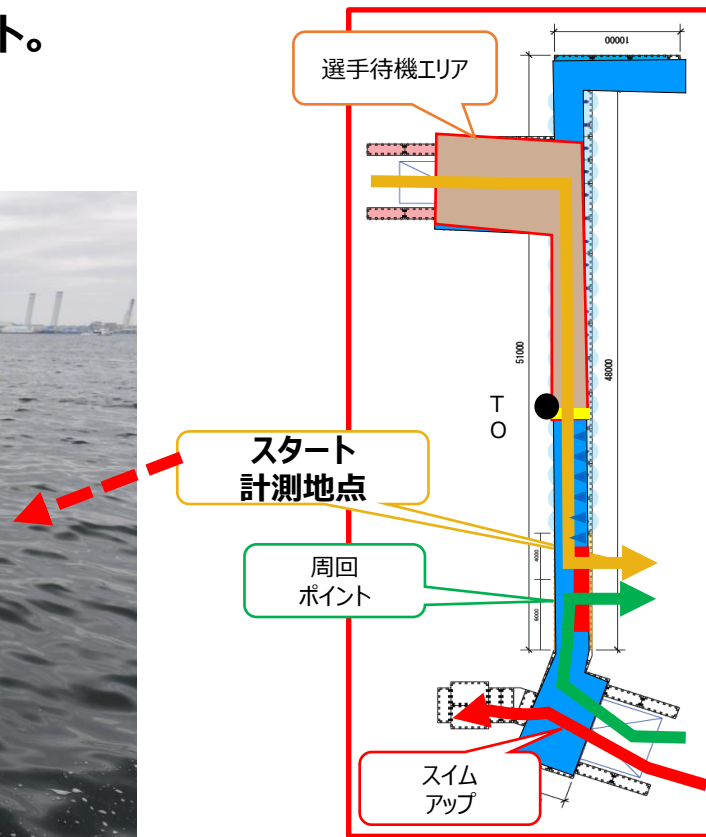 ト。
10000
選手待機エリア
51000
48000
T
O
スタート
計測地点
4000
周回
ポイント
6000
スイム
アップ